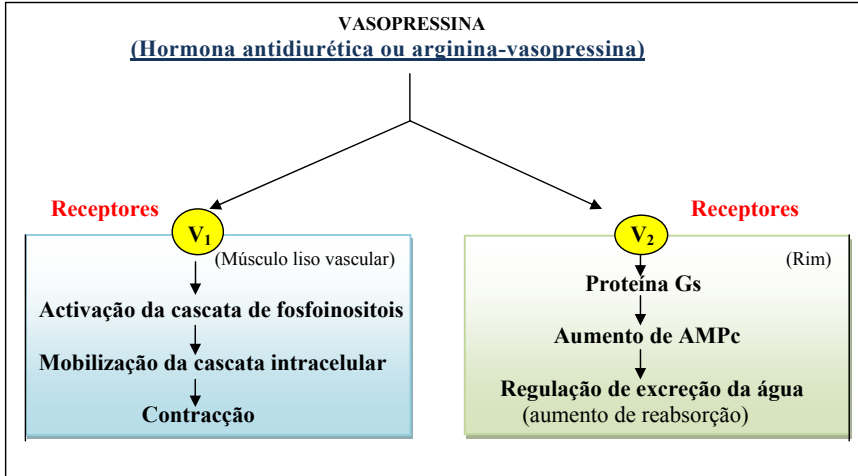 VASOPRESSINA
(Hormona antidiurética ou arginina-vasopressina)
Receptores
V₁
(Músculo liso vascular)
Activação da cascata de fosfoinositois
Mobilização da cascata intracelular
Contracção
Receptores
V₂
(Rim)
Proteína Gs
Aumento de AMPc
Regulação de excreção da água
(aumento de reabsorção)